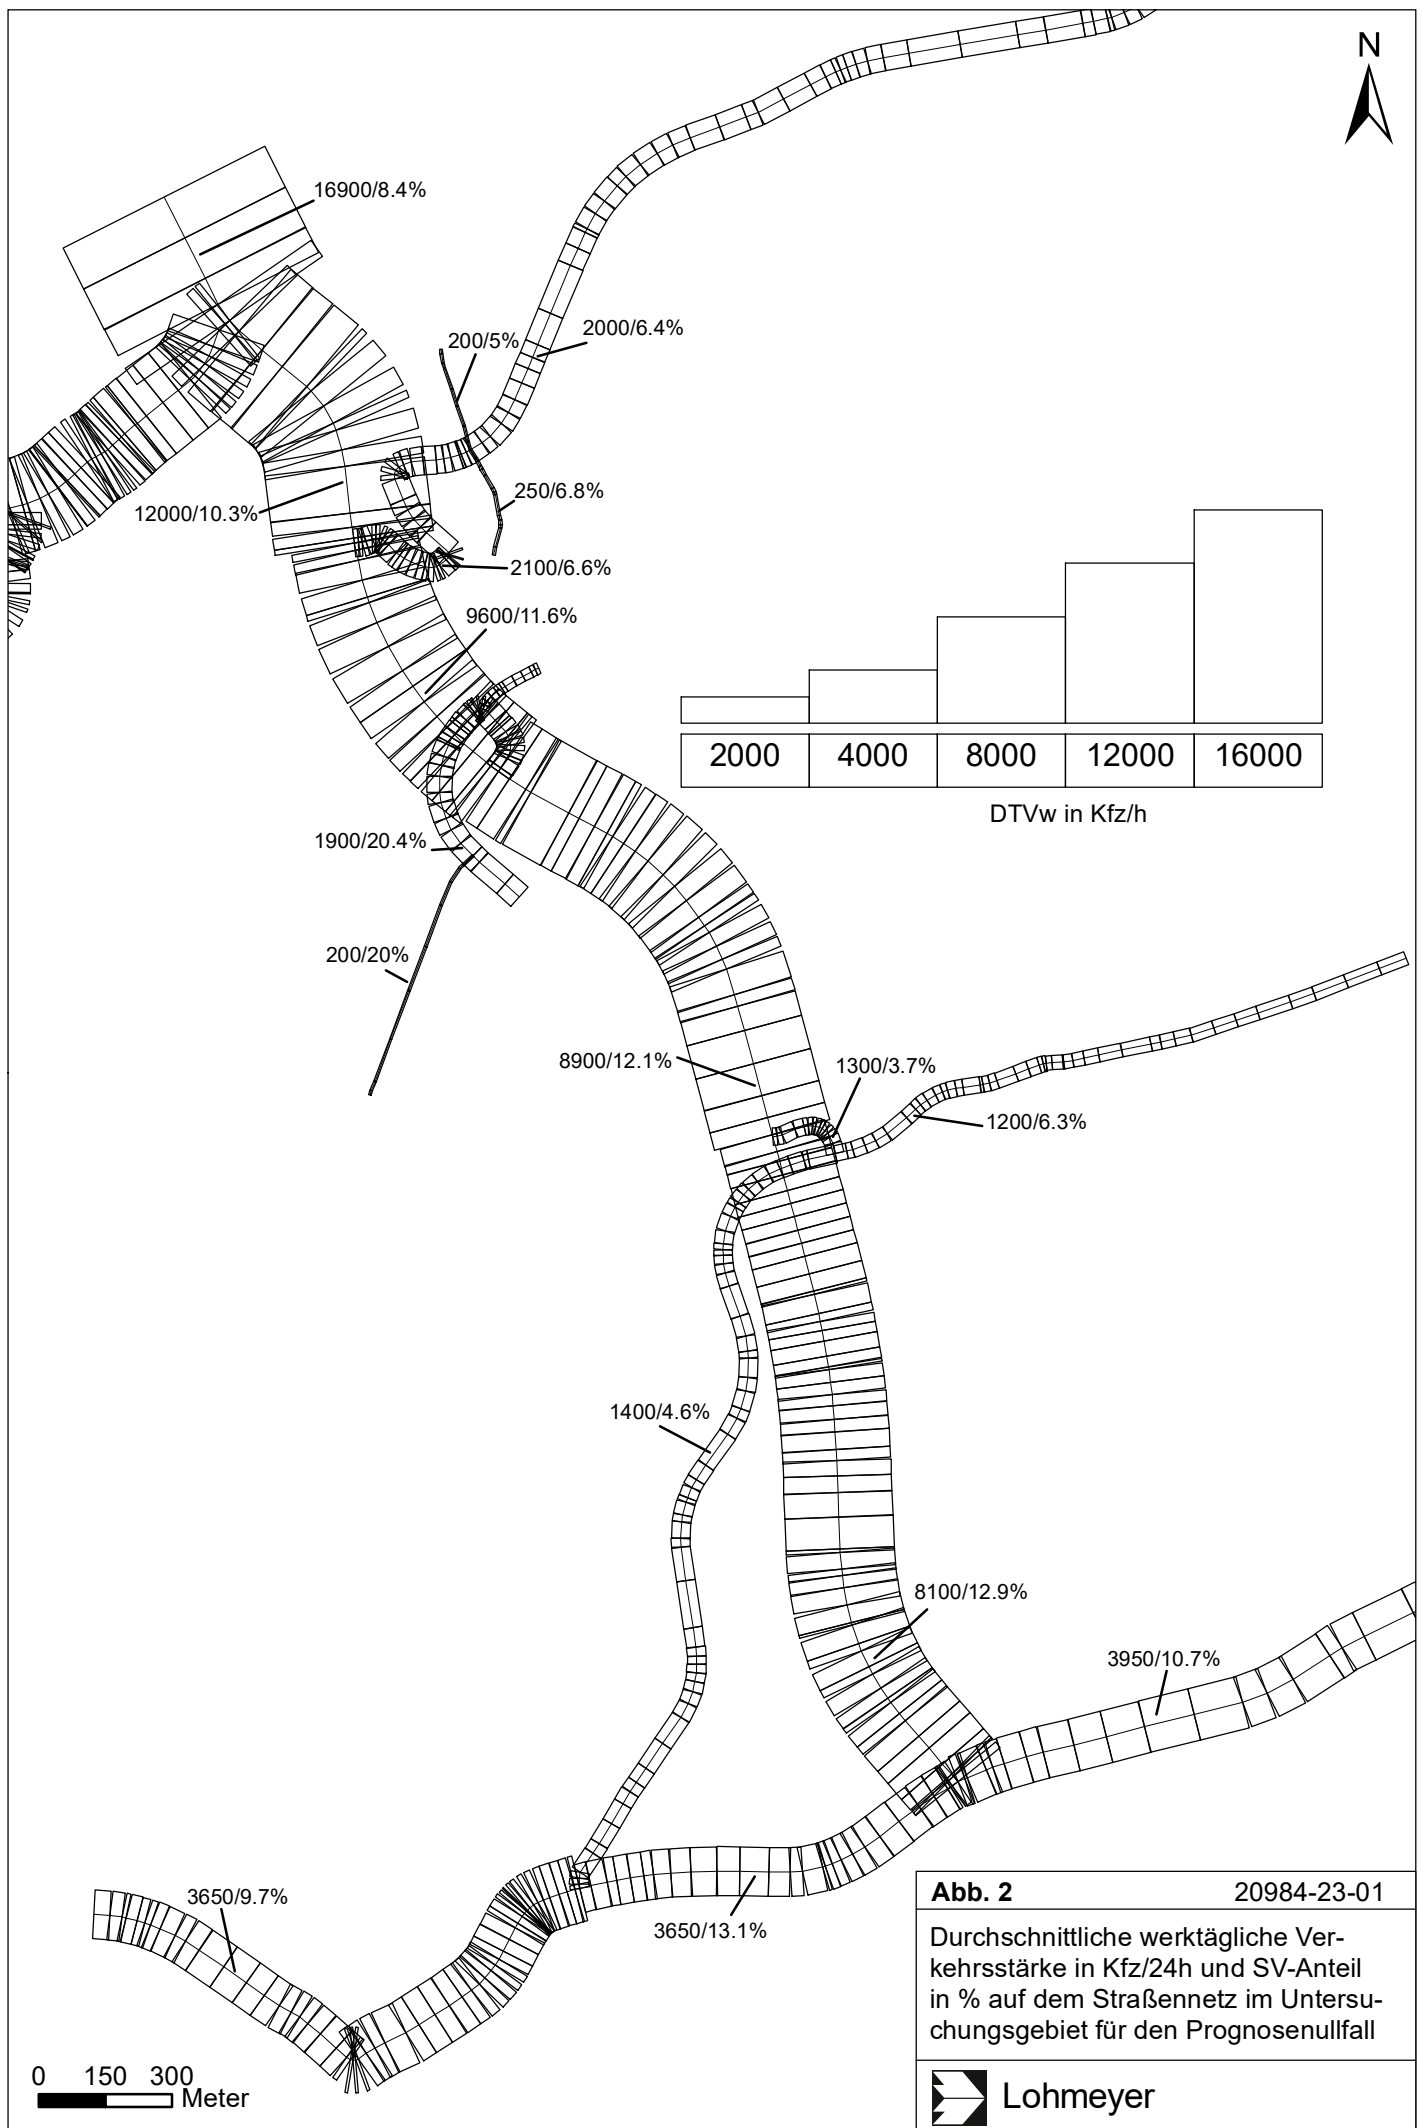 N
16900/8.4%
2000/6.4%
200/5%
250/6.8%
12000/10.3%
2100/6.6%
9600/11.6%
2000
4000
8000
12000
16000
DTVw in Kfz/h
1900/20.4%
200/20%
8900/12.1%
1300/3.7%
1200/6.3%
1400/4.6%
8100/12.9%
3950/10.7%
3650/9.7%
3650/13.1%
Abb. 2 20984-23-01
Durchschnittliche werktägliche Ver-
kehrsstärke in Kfz/24h und SV-Anteil
in % auf dem Straßennetz im Untersu-
chungsgebiet für den Prognosenullfall
0 150 300
Meter
Lohmeyer